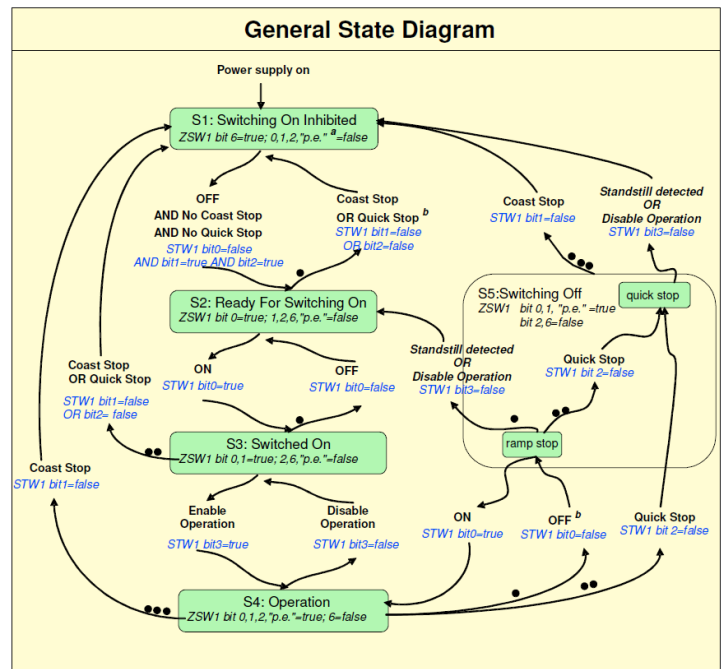 General State Diagram
Power supply on
S1: Switching On Inhibited
ZSW1 bit 6=true; 0,1,2,"p.e." a =false
OFF
AND No Coast Stop
AND No Quick Stop
STW1 bit0=false
AND bit1=true AND bit2=true
Coast Stop
OR Quick Stop b
STW1 bit1=false
OR bit2=false
Coast Stop
STW1 bit1=false
Standstill detected
OR
Disable Operation
STW1 bit3=false
S2: Ready For Switching On
ZSW1 bit 0=true; 1,2,6,"p.e."=false
S5:Switching Off
ZSW1 bit 0,1, "p.e." =true
bit 2,6=false
quick stop
ON
STW1 bit0=true
OFF
STW1 bit0=false
Standstill detected
OR
Disable Operation
STW1 bit3=false
Quick Stop
STW1 bit 2=false
Coast Stop
OR Quick Stop
STW1 bit1=false
OR bit2= false
S3: Switched On
ZSW1 bit 0,1=true; 2,6,"p.e."=false
ramp stop
Coast Stop
STW1 bit1=false
Enable
Operation
STW1 bit3=true
Disable
Operation
STW1 bit3=false
ON
STW1 bit0=true
OFF b
STW1 bit0=false
Quick Stop
STW1 bit 2=false
S4: Operation
ZSW1 bit 0,1,2,"p.e."=true; 6=false